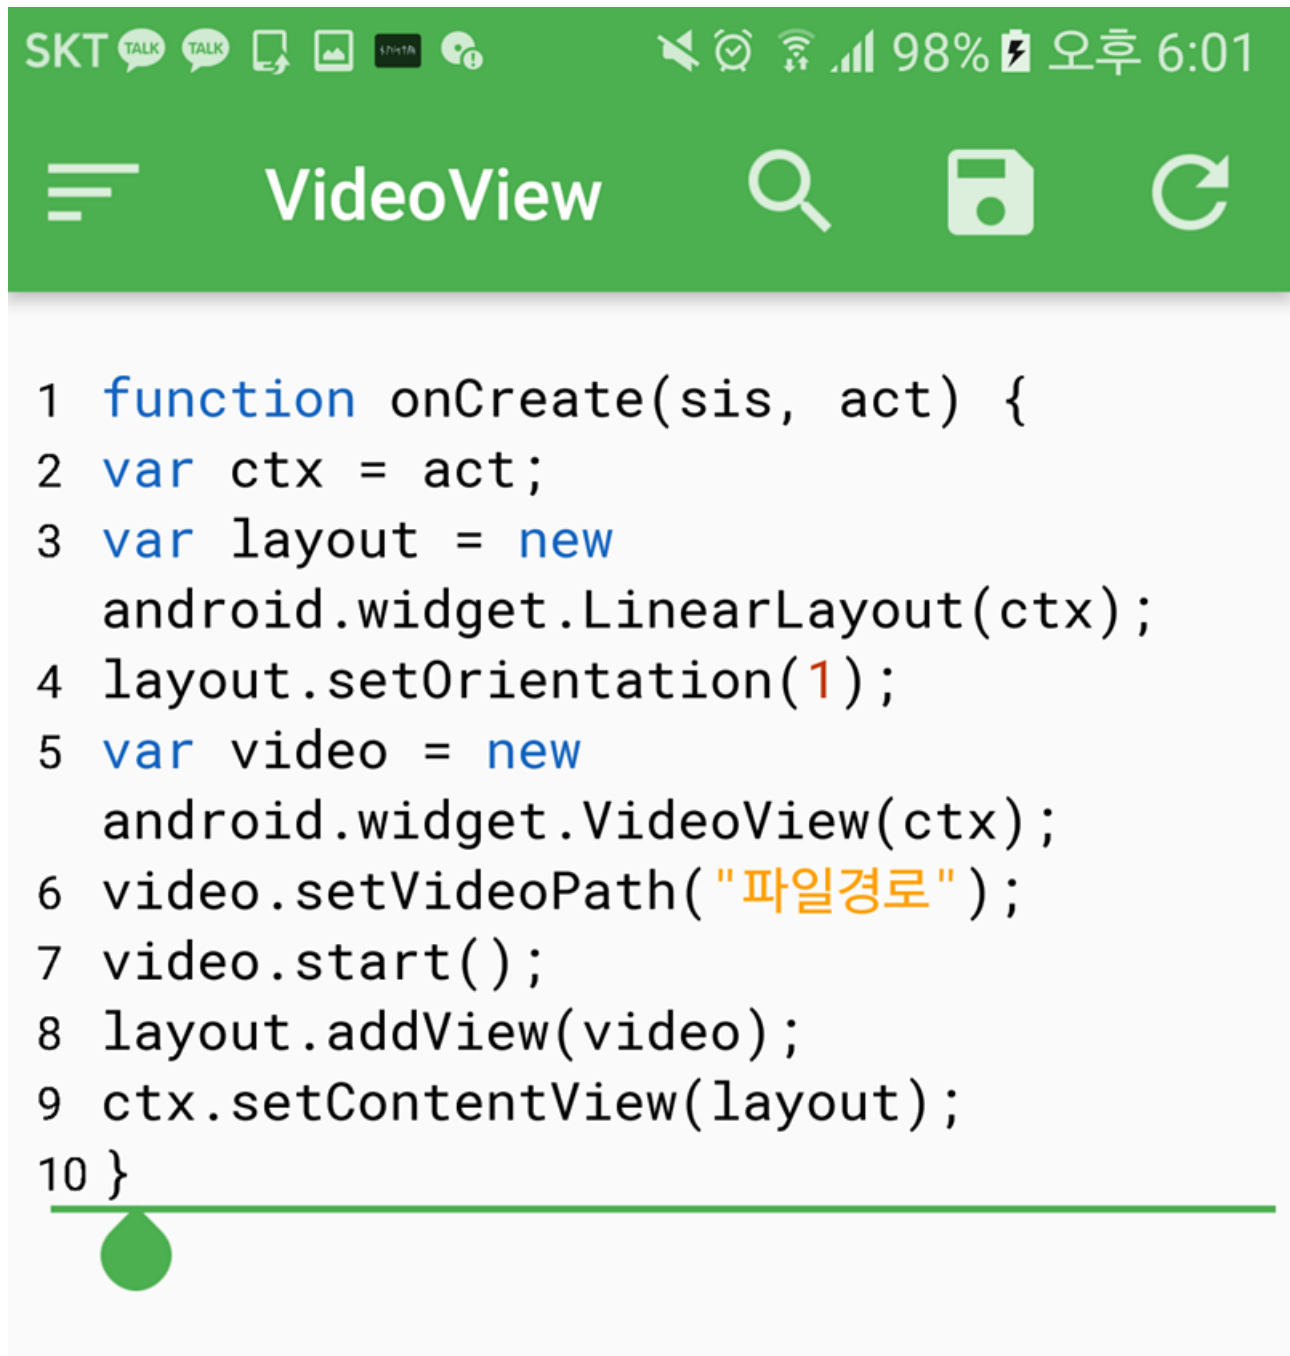 SKT TALK TALK 98% 오후 6:01
VideoView
1 function onCreate(sis, act) {
2 var ctx = act;
3 var layout = new
android.widget.LinearLayout(ctx);
4 layout.setOrientation(1);
5 var video = new
android.widget.VideoView(ctx);
6 video.setVideoPath("파일경로");
7 video.start();
8 layout.addView(video);
9 ctx.setContentView(layout);
10 }